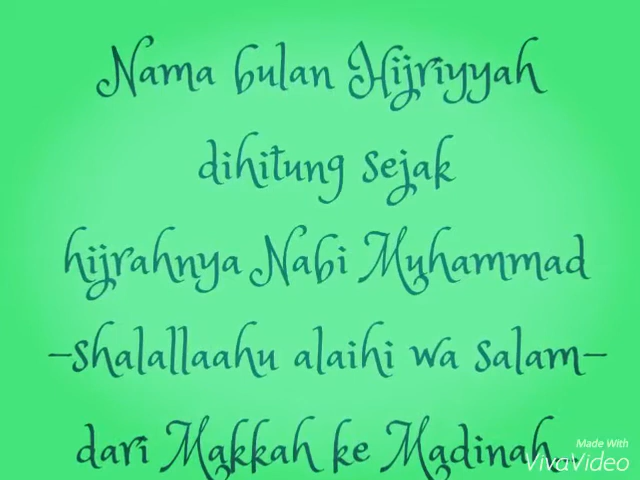 Nama bulan Hijriyyah
dihitung sejak
hijrahnya Nabi Muhammad
-shalallaahu alaihi wa salam-
dari Makkah ke Madinah...
Made With
VivaVideo